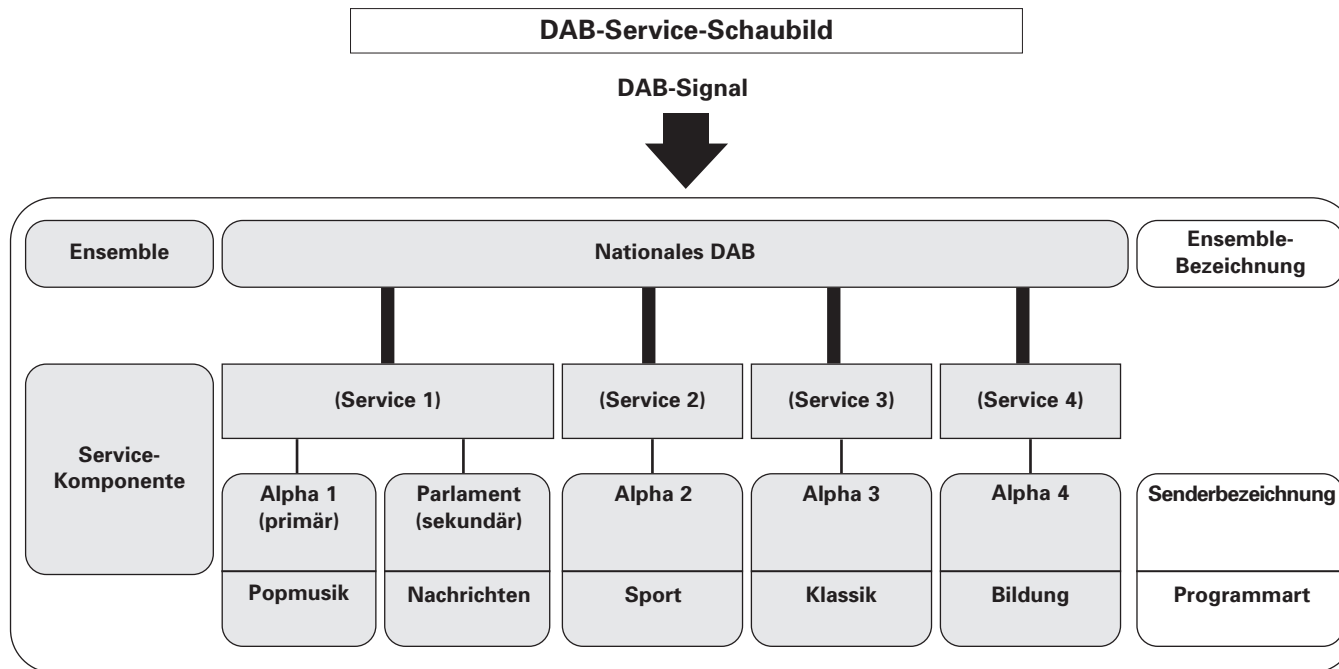 DAB-Service-Schaubild
DAB-Signal
Ensemble
Nationales DAB
Ensemble-
Bezeichnung
Service-
Komponente
(Service 1)
(Service 2)
(Service 3)
(Service 4)
Alpha 1
(primär)
Parlament
(sekundär)
Alpha 2
Alpha 3
Alpha 4
Senderbezeichnung
Popmusik
Nachrichten
Sport
Klassik
Bildung
Programmart